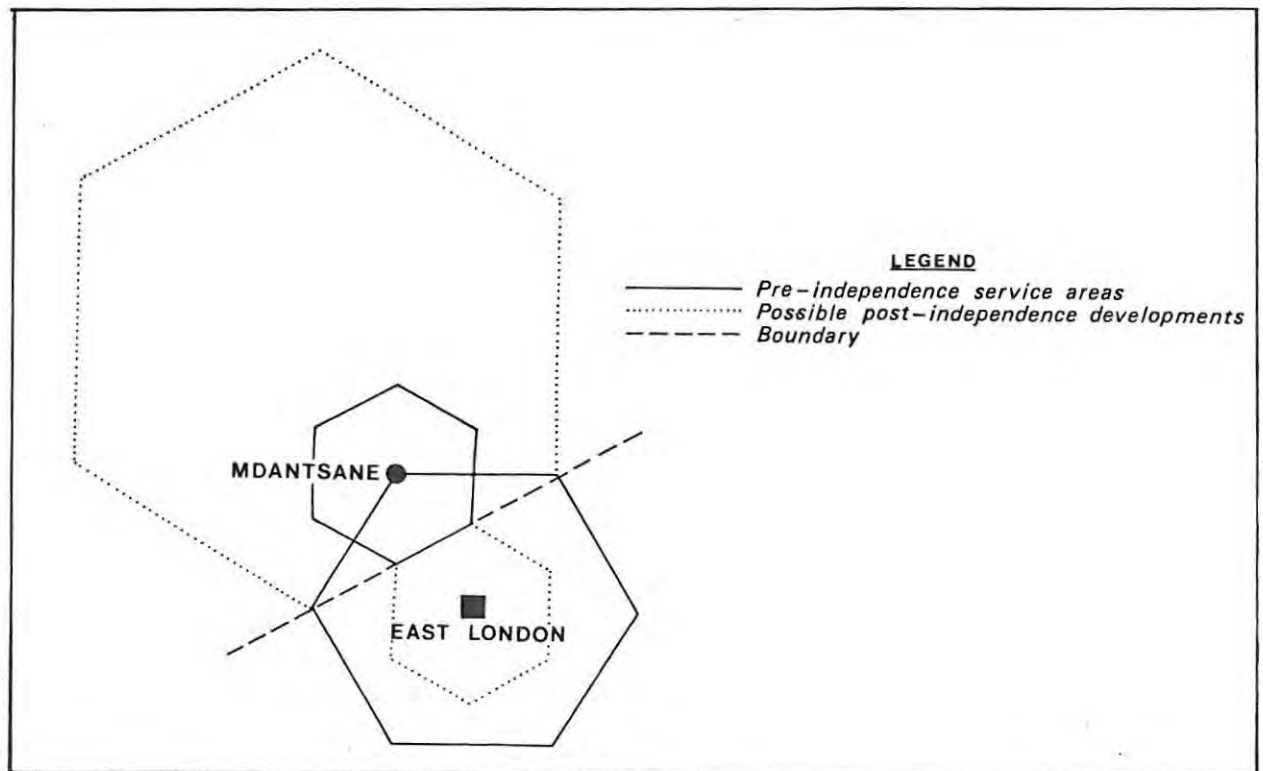 LEGEND
Pre-independence service areas
Possible post-independence developments
Boundary
MDANTSANE
EAST LONDON